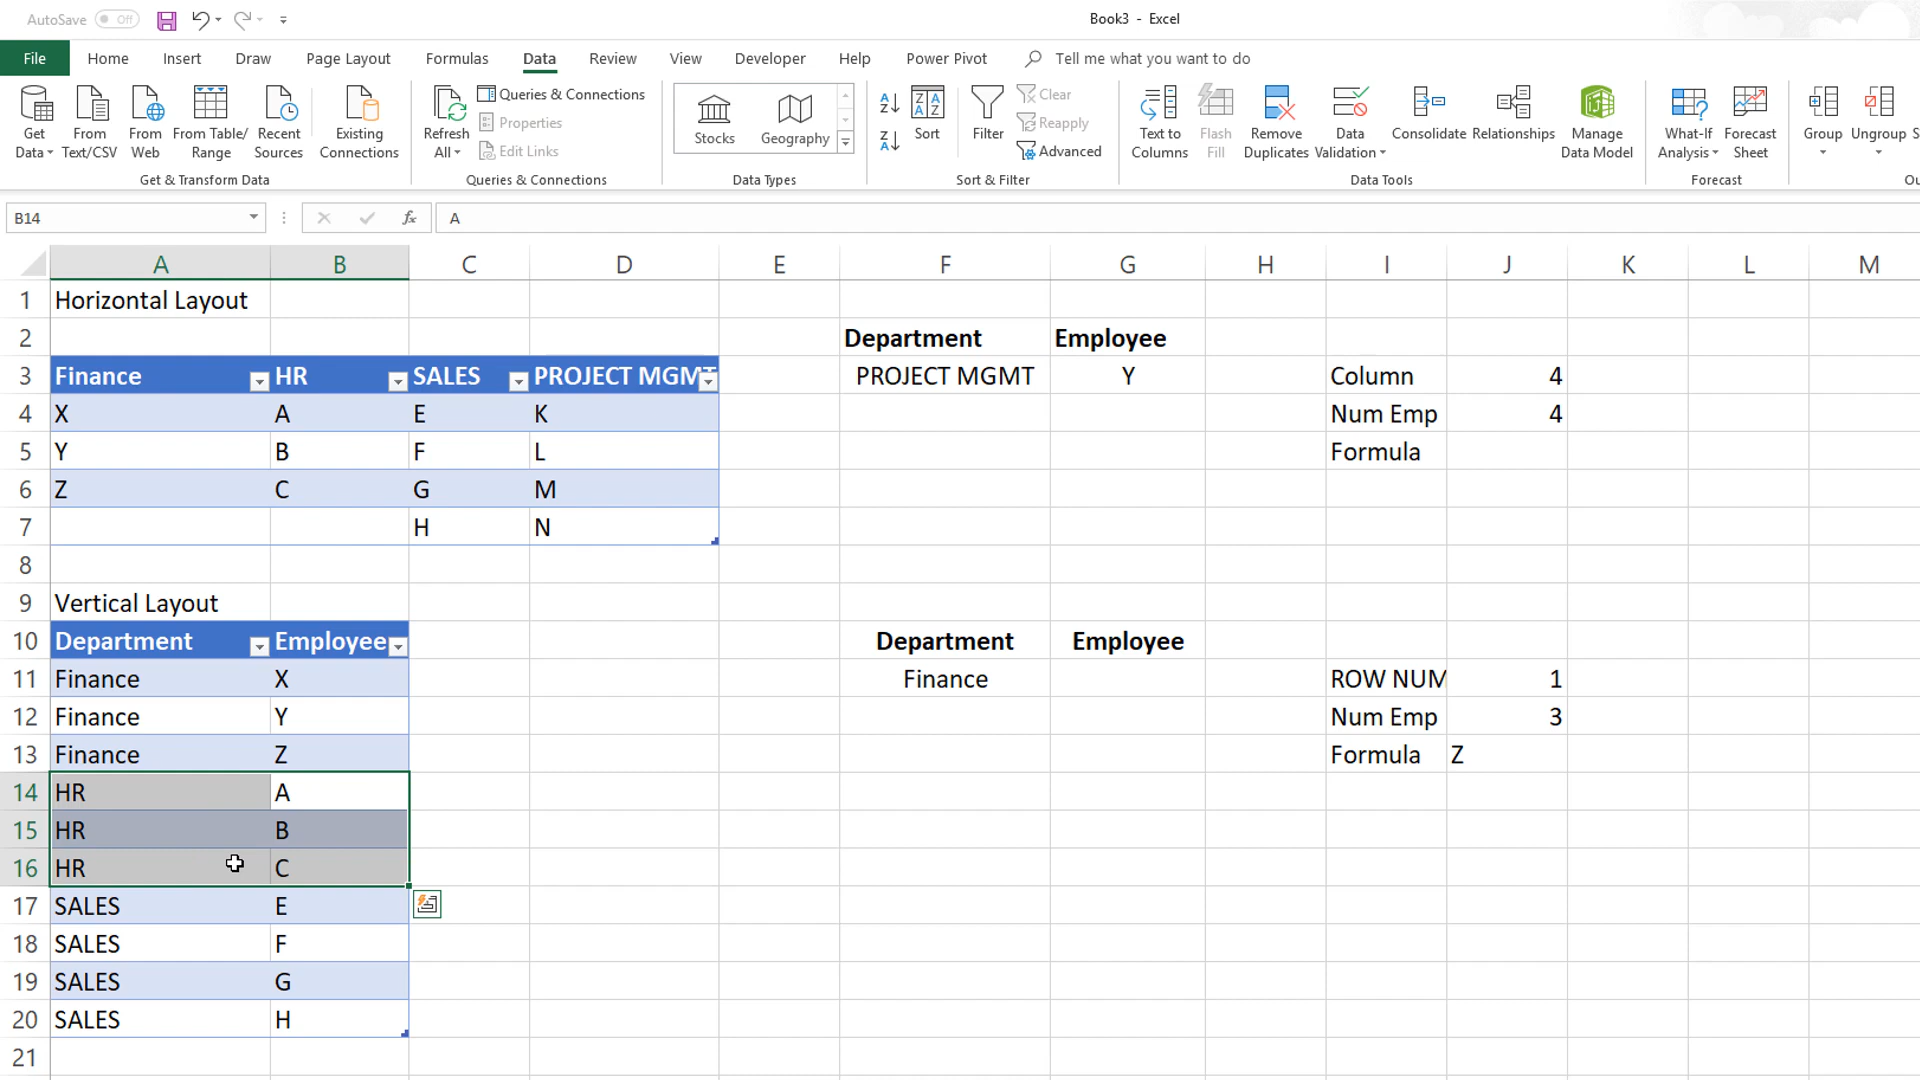 AutoSave Off Book3 - Excel
File Home Insert Draw Page Layout Formulas Data Review View Developer Help Power Pivot Tell me what you want to do
Get Data From Text/CSV From Web From Table/ Range Recent Sources Existing Connections
Get & Transform Data
Refresh All Queries & Connections
Properties
Edit Links
Queries & Connections
Stocks Geography
Data Types
Sort Filter Clear
Reapply
Advanced
Sort & Filter
Text to Columns Flash Fill Remove Duplicates Data Validation Consolidate Relationships Manage Data Model
Data Tools
What-If Analysis Forecast Sheet
Forecast
Group Ungroup S
Ou
B14 fx A
A B C D E F G H I J K L M
1 Horizontal Layout
2 Department Employee
3 Finance HR SALES PROJECT MGMT PROJECT MGMT Y Column 4
4 X A E K Num Emp 4
5 Y B F L Formula
6 Z C G M
7 H N
8
9 Vertical Layout
10 Department Employee Department Employee
11 Finance X Finance ROW NUM 1
12 Finance Y Num Emp 3
13 Finance Z Formula Z
14 HR A
15 HR B
16 HR C
17 SALES E
18 SALES F
19 SALES G
20 SALES H
21